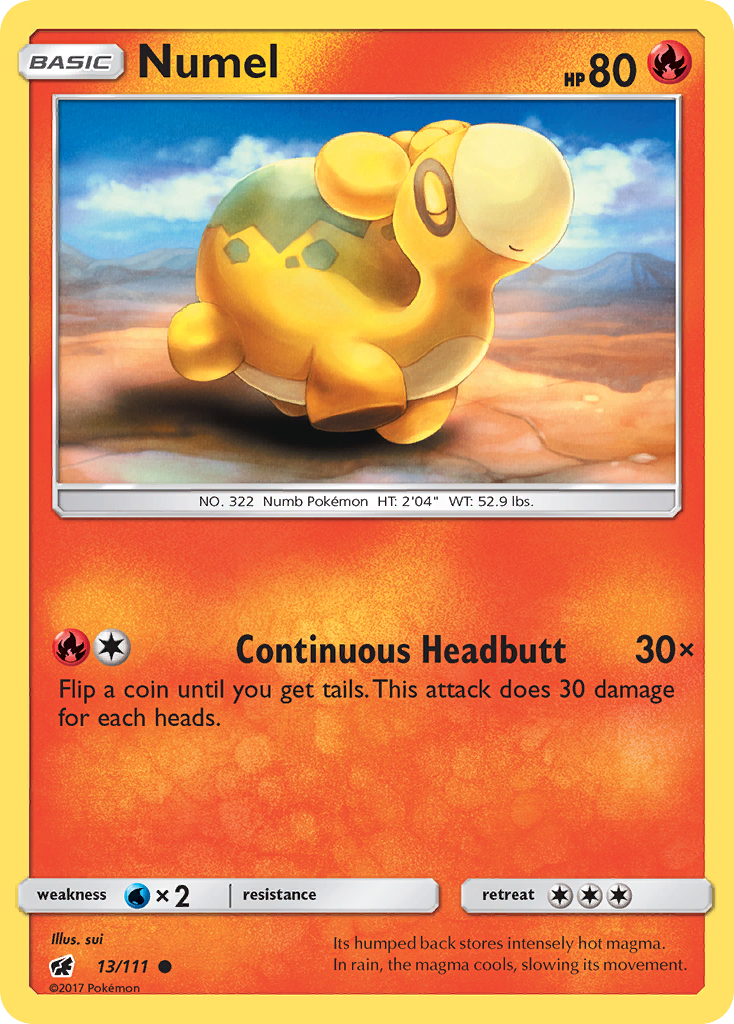 BASIC Numel HP 80
NO. 322 Numb Pokémon HT: 2'04" WT: 52.9 lbs.
Continuous Headbutt 30×
Flip a coin until you get tails. This attack does 30 damage
for each heads.
weakness × 2 resistance retreat
Illus. sui
13/111
©2017 Pokémon
Its humped back stores intensely hot magma.
In rain, the magma cools, slowing its movement.